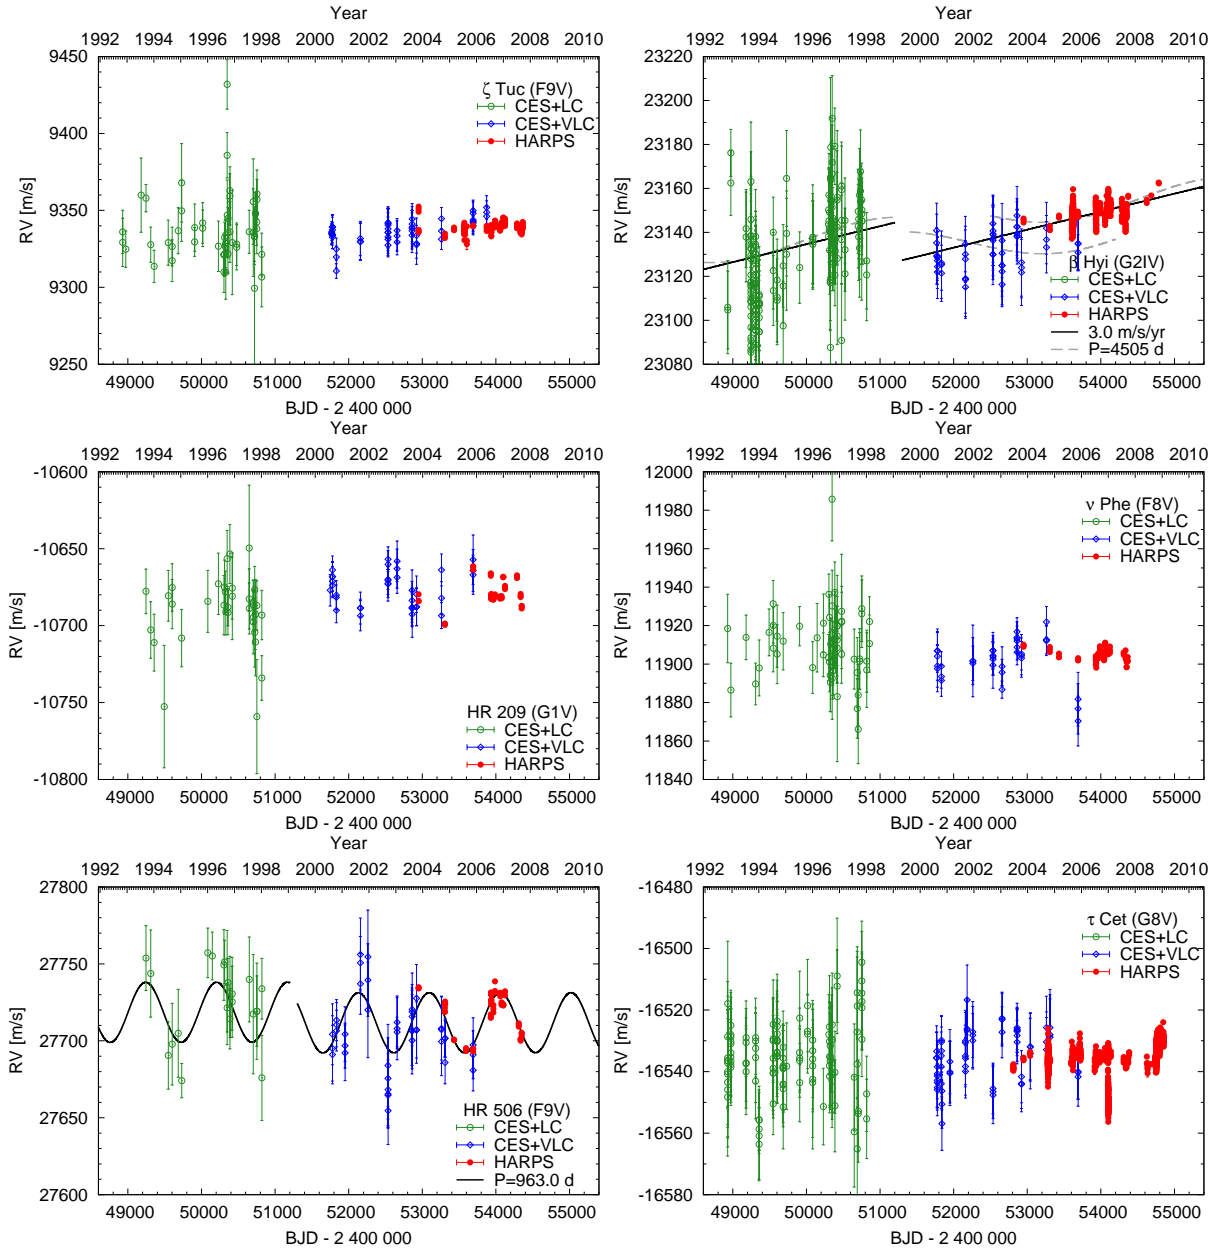 Year
1992 1994 1996 1998 2000 2002 2004 2006 2008 2010
9450
9400
9350
9300
9250
RV [m/s]
ζ Tuc (F9V)
CES+LC
CES+VLC
HARPS
49000 50000 51000 52000 53000 54000 55000
BJD - 2 400 000
Year
1992 1994 1996 1998 2000 2002 2004 2006 2008 2010
23220
23200
23180
23160
23140
23120
23100
23080
RV [m/s]
β Hyi (G2IV)
CES+LC
CES+VLC
HARPS
3.0 m/s/yr
P=4505 d
49000 50000 51000 52000 53000 54000 55000
BJD - 2 400 000
Year
1992 1994 1996 1998 2000 2002 2004 2006 2008 2010
-10600
-10650
-10700
-10750
-10800
RV [m/s]
HR 209 (G1V)
CES+LC
CES+VLC
HARPS
49000 50000 51000 52000 53000 54000 55000
BJD - 2 400 000
Year
1992 1994 1996 1998 2000 2002 2004 2006 2008 2010
12000
11980
11960
11940
11920
11900
11880
11860
11840
RV [m/s]
ν Phe (F8V)
CES+LC
CES+VLC
HARPS
49000 50000 51000 52000 53000 54000 55000
BJD - 2 400 000
Year
1992 1994 1996 1998 2000 2002 2004 2006 2008 2010
27800
27750
27700
27650
27600
RV [m/s]
HR 506 (F9V)
CES+LC
CES+VLC
HARPS
P=963.0 d
49000 50000 51000 52000 53000 54000 55000
BJD - 2 400 000
Year
1992 1994 1996 1998 2000 2002 2004 2006 2008 2010
-16480
-16500
-16520
-16540
-16560
-16580
RV [m/s]
τ Cet (G8V)
CES+LC
CES+VLC
HARPS
49000 50000 51000 52000 53000 54000 55000
BJD - 2 400 000